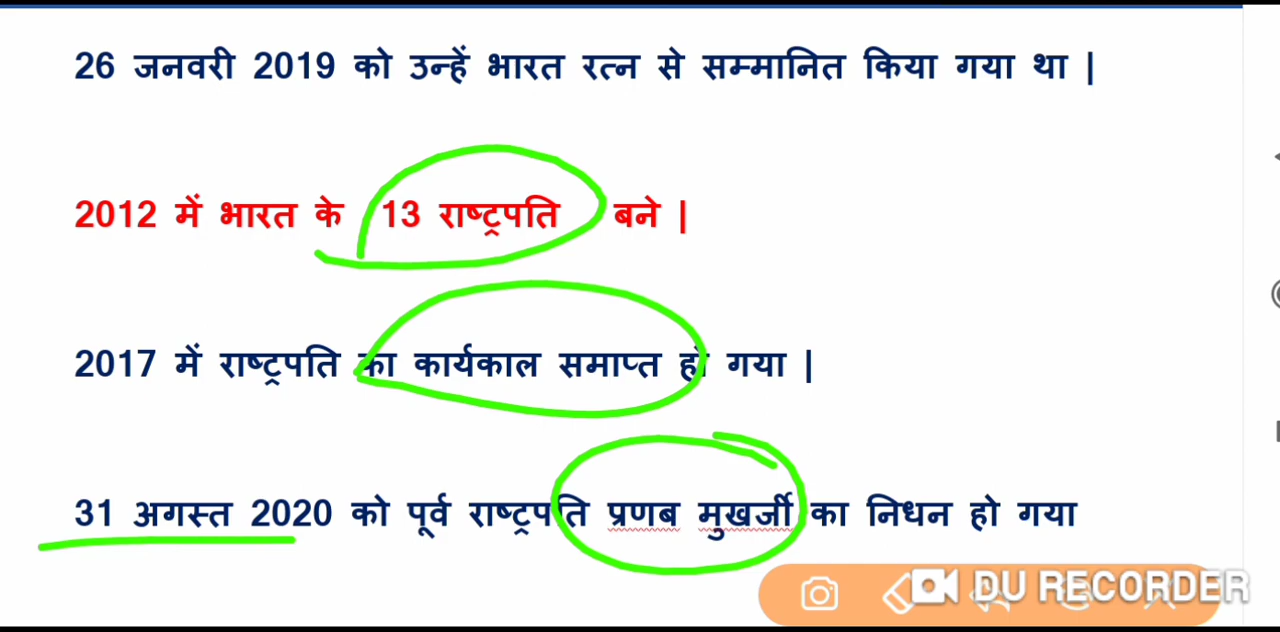 26 जनवरी 2019 को उन्हें भारत रत्न से सम्मानित किया गया था |
2012 में भारत के 13 राष्ट्रपति बने |
2017 में राष्ट्रपति का कार्यकाल समाप्त हो गया |
31 अगस्त 2020 को पूर्व राष्ट्रपति प्रणब मुखर्जी का निधन हो गया
DU RECORDER